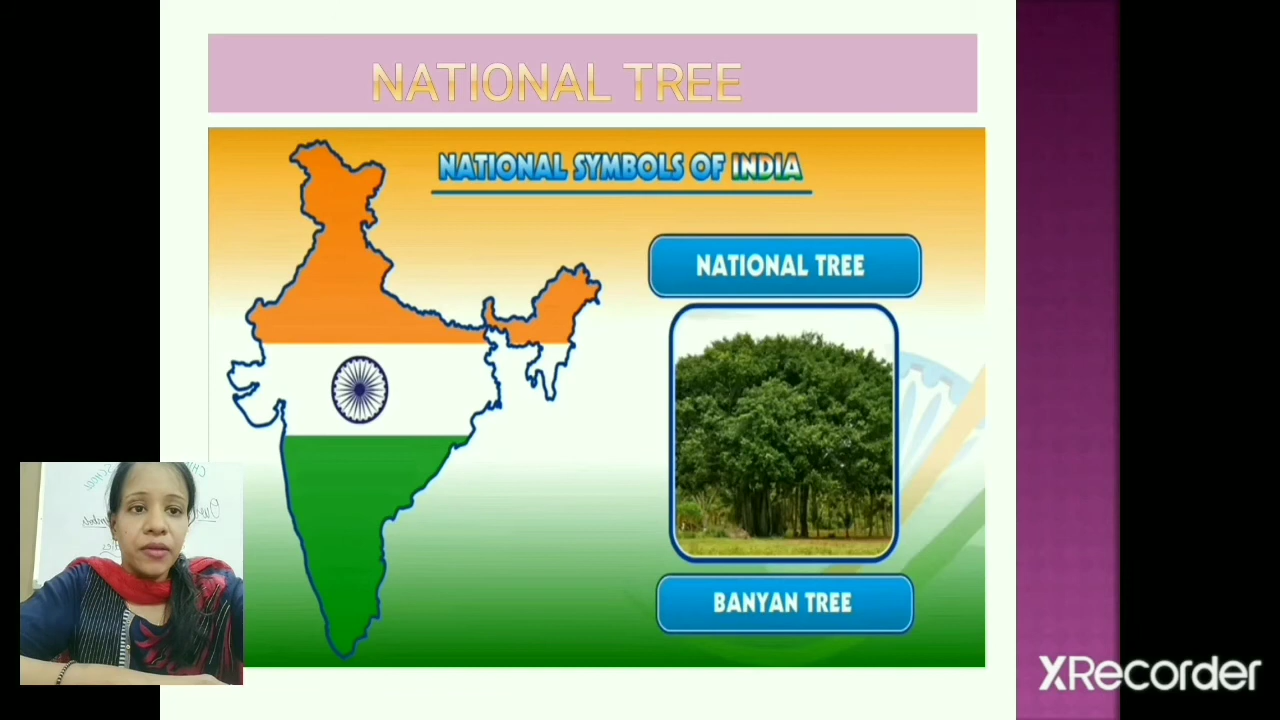 NATIONAL TREE
NATIONAL SYMBOLS OF INDIA
NATIONAL TREE
BANYAN TREE
XRecorder